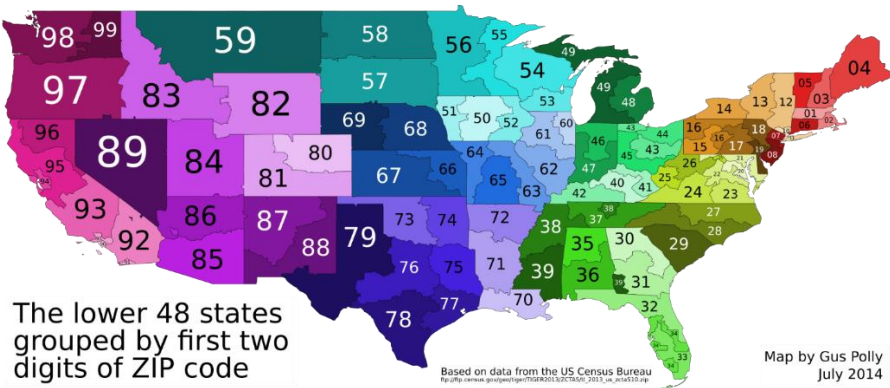 98 99 59 58 56 55 49
97 83 82 57 54 49 48 14 13 12 05 03 04
96 89 84 69 68 51 50 52 53 61 60 01 02 06
95 81 80 67 66 64 65 62 63 46 47 45 43 44 43 16 16 15 18 17 19 07 08
94 93 92 86 85 87 88 73 74 72 42 40 41 25 26 24 22 23
79 76 75 71 38 37 38 27 28 29
78 77 70 39 35 36 30 31 39 32 34 33
The lower 48 states
grouped by first two
digits of ZIP code
Based on data from the US Census Bureau
Map by Gus Polly
July 2014